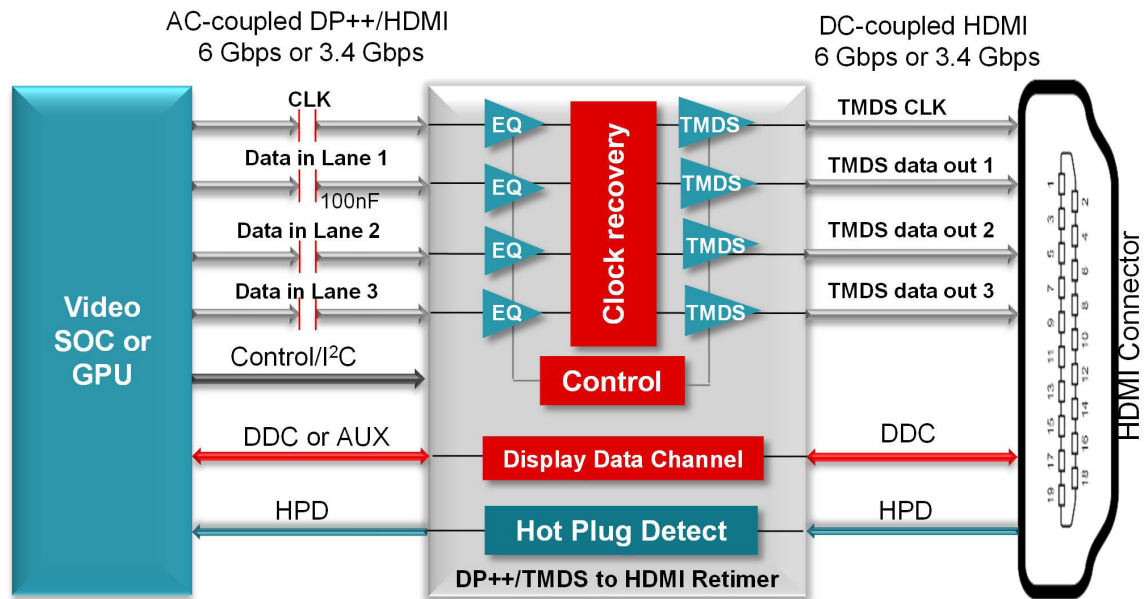 AC-coupled DP++/HDMI
6 Gbps or 3.4 Gbps
DC-coupled HDMI
6 Gbps or 3.4 Gbps
Video
SOC or
GPU
CLK
Data in Lane 1
100nF
Data in Lane 2
Data in Lane 3
Control/I²C
DDC or AUX
HPD
EQ
EQ
EQ
EQ
Clock recovery
TMDS
TMDS
TMDS
TMDS
Control
Display Data Channel
Hot Plug Detect
DP++/TMDS to HDMI Retimer
TMDS CLK
TMDS data out 1
TMDS data out 2
TMDS data out 3
DDC
HPD
1
2
3
4
5
6
7
8
9
10
11
12
13
14
15
16
17
18
19
HDMI Connector